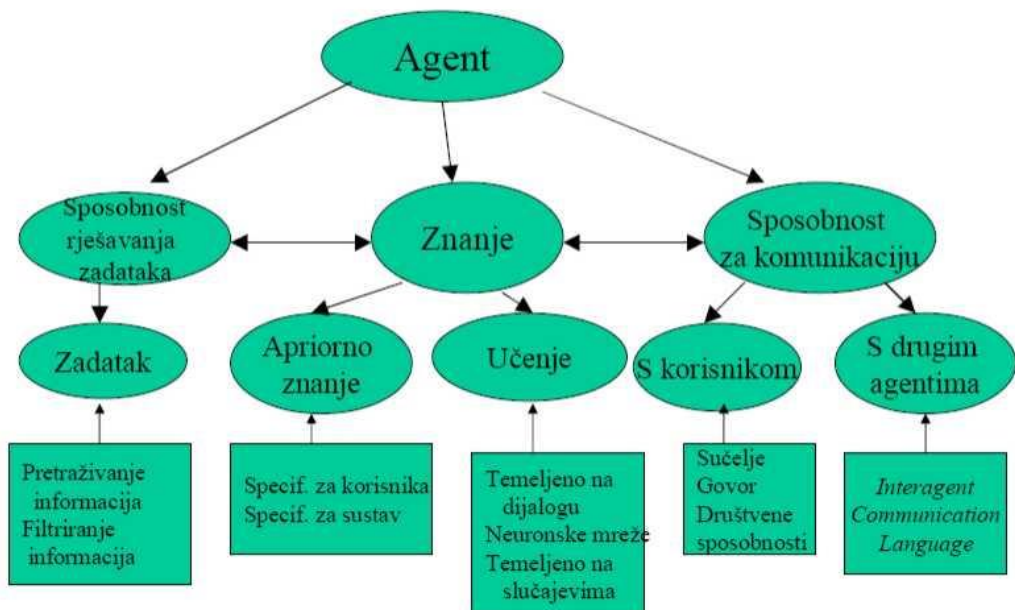 Agent
Sposobnost
rješavanja
zadataka
Znanje
Sposobnost
za komunikaciju
Zadatak
Apriorno
znanje
Učenje
S korisnikom
S drugim
agentima
Pretraživanje
informacija
Filtriranje
informacija
Specif. za korisnika
Specif. za sustav
Temeljeno na
dijalogu
Neuronske mreže
Temeljeno na
slučajevima
Sučelje
Govor
Društvene
sposobnosti
Interagent
Communication
Language